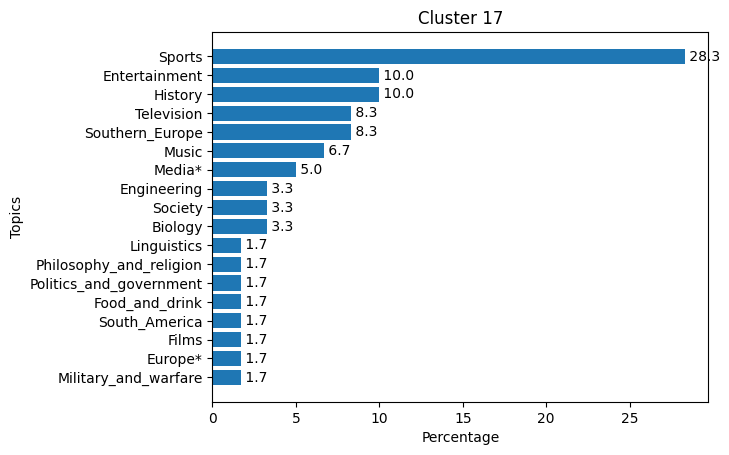 Cluster 17
Topics
Sports 28.3
Entertainment 10.0
History 10.0
Television 8.3
Southern_Europe 8.3
Music 6.7
Media* 5.0
Engineering 3.3
Society 3.3
Biology 3.3
Linguistics 1.7
Philosophy_and_religion 1.7
Politics_and_government 1.7
Food_and_drink 1.7
South_America 1.7
Films 1.7
Europe* 1.7
Military_and_warfare 1.7
0 5 10 15 20 25
Percentage